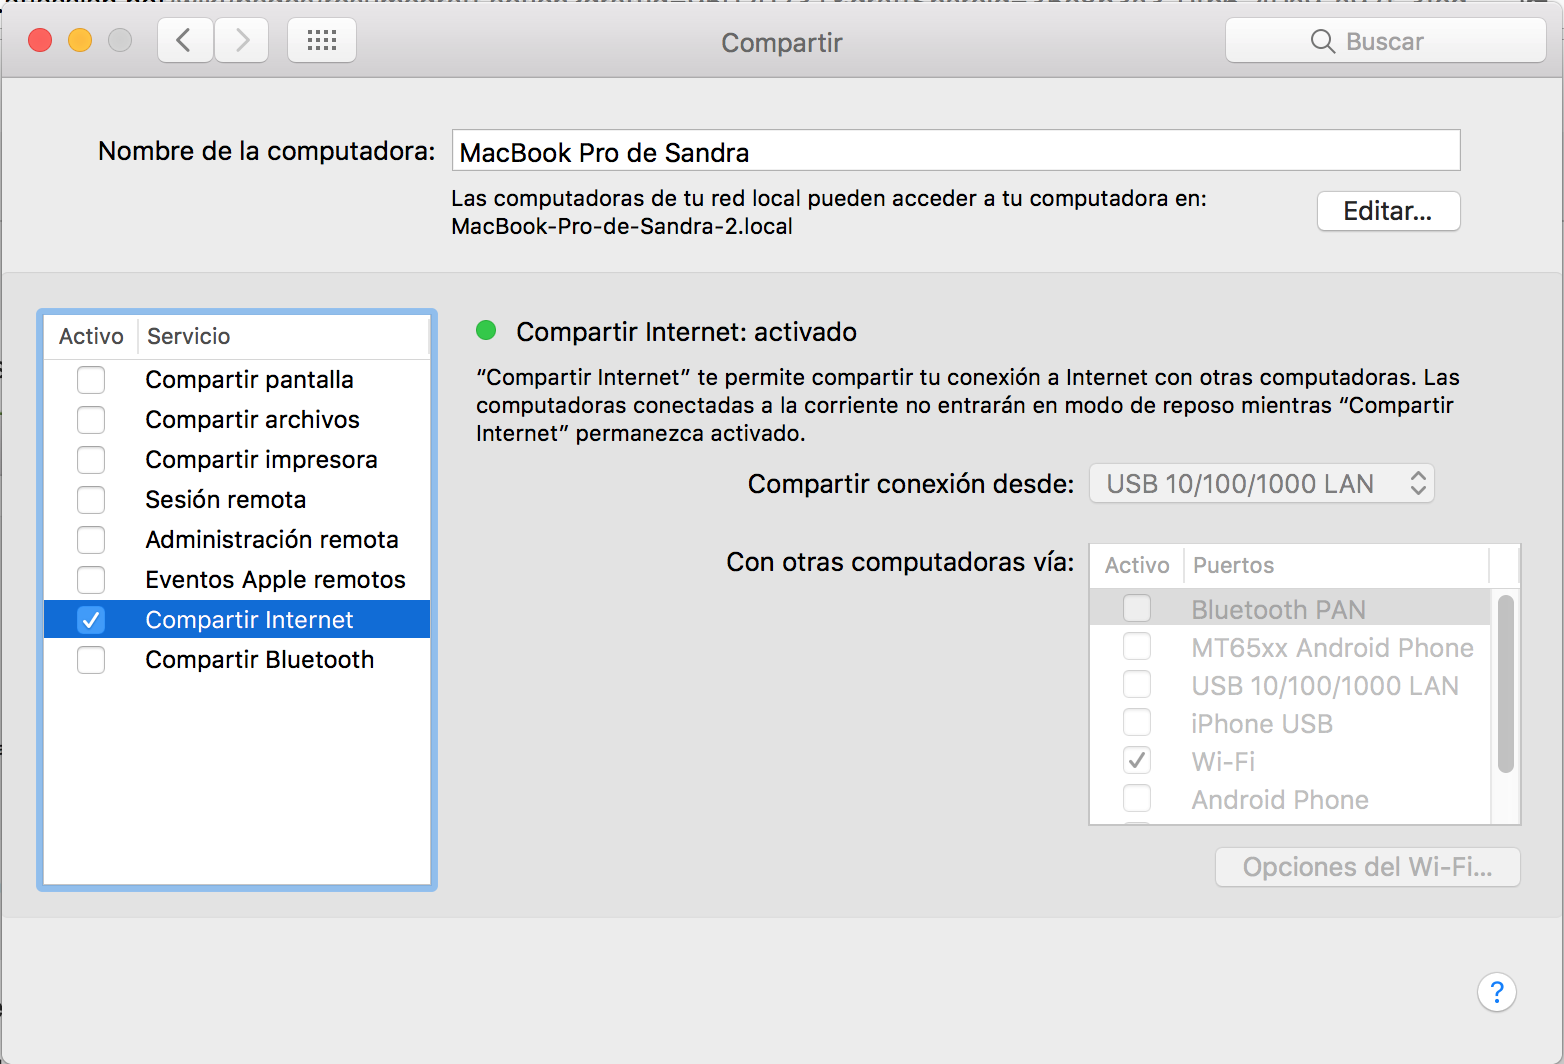 Compartir
Buscar
Nombre de la computadora:
MacBook Pro de Sandra
Las computadoras de tu red local pueden acceder a tu computadora en:
MacBook-Pro-de-Sandra-2.local
Editar...
Activo Servicio
Compartir pantalla
Compartir archivos
Compartir impresora
Sesión remota
Administración remota
Eventos Apple remotos
Compartir Internet
Compartir Bluetooth
Compartir Internet: activado
“Compartir Internet” te permite compartir tu conexión a Internet con otras computadoras. Las
computadoras conectadas a la corriente no entrarán en modo de reposo mientras “Compartir
Internet” permanezca activado.
Compartir conexión desde: USB 10/100/1000 LAN
Con otras computadoras vía:
Activo Puertos
Bluetooth PAN
MT65xx Android Phone
USB 10/100/1000 LAN
iPhone USB
Wi-Fi
Android Phone
Opciones del Wi-Fi...
?